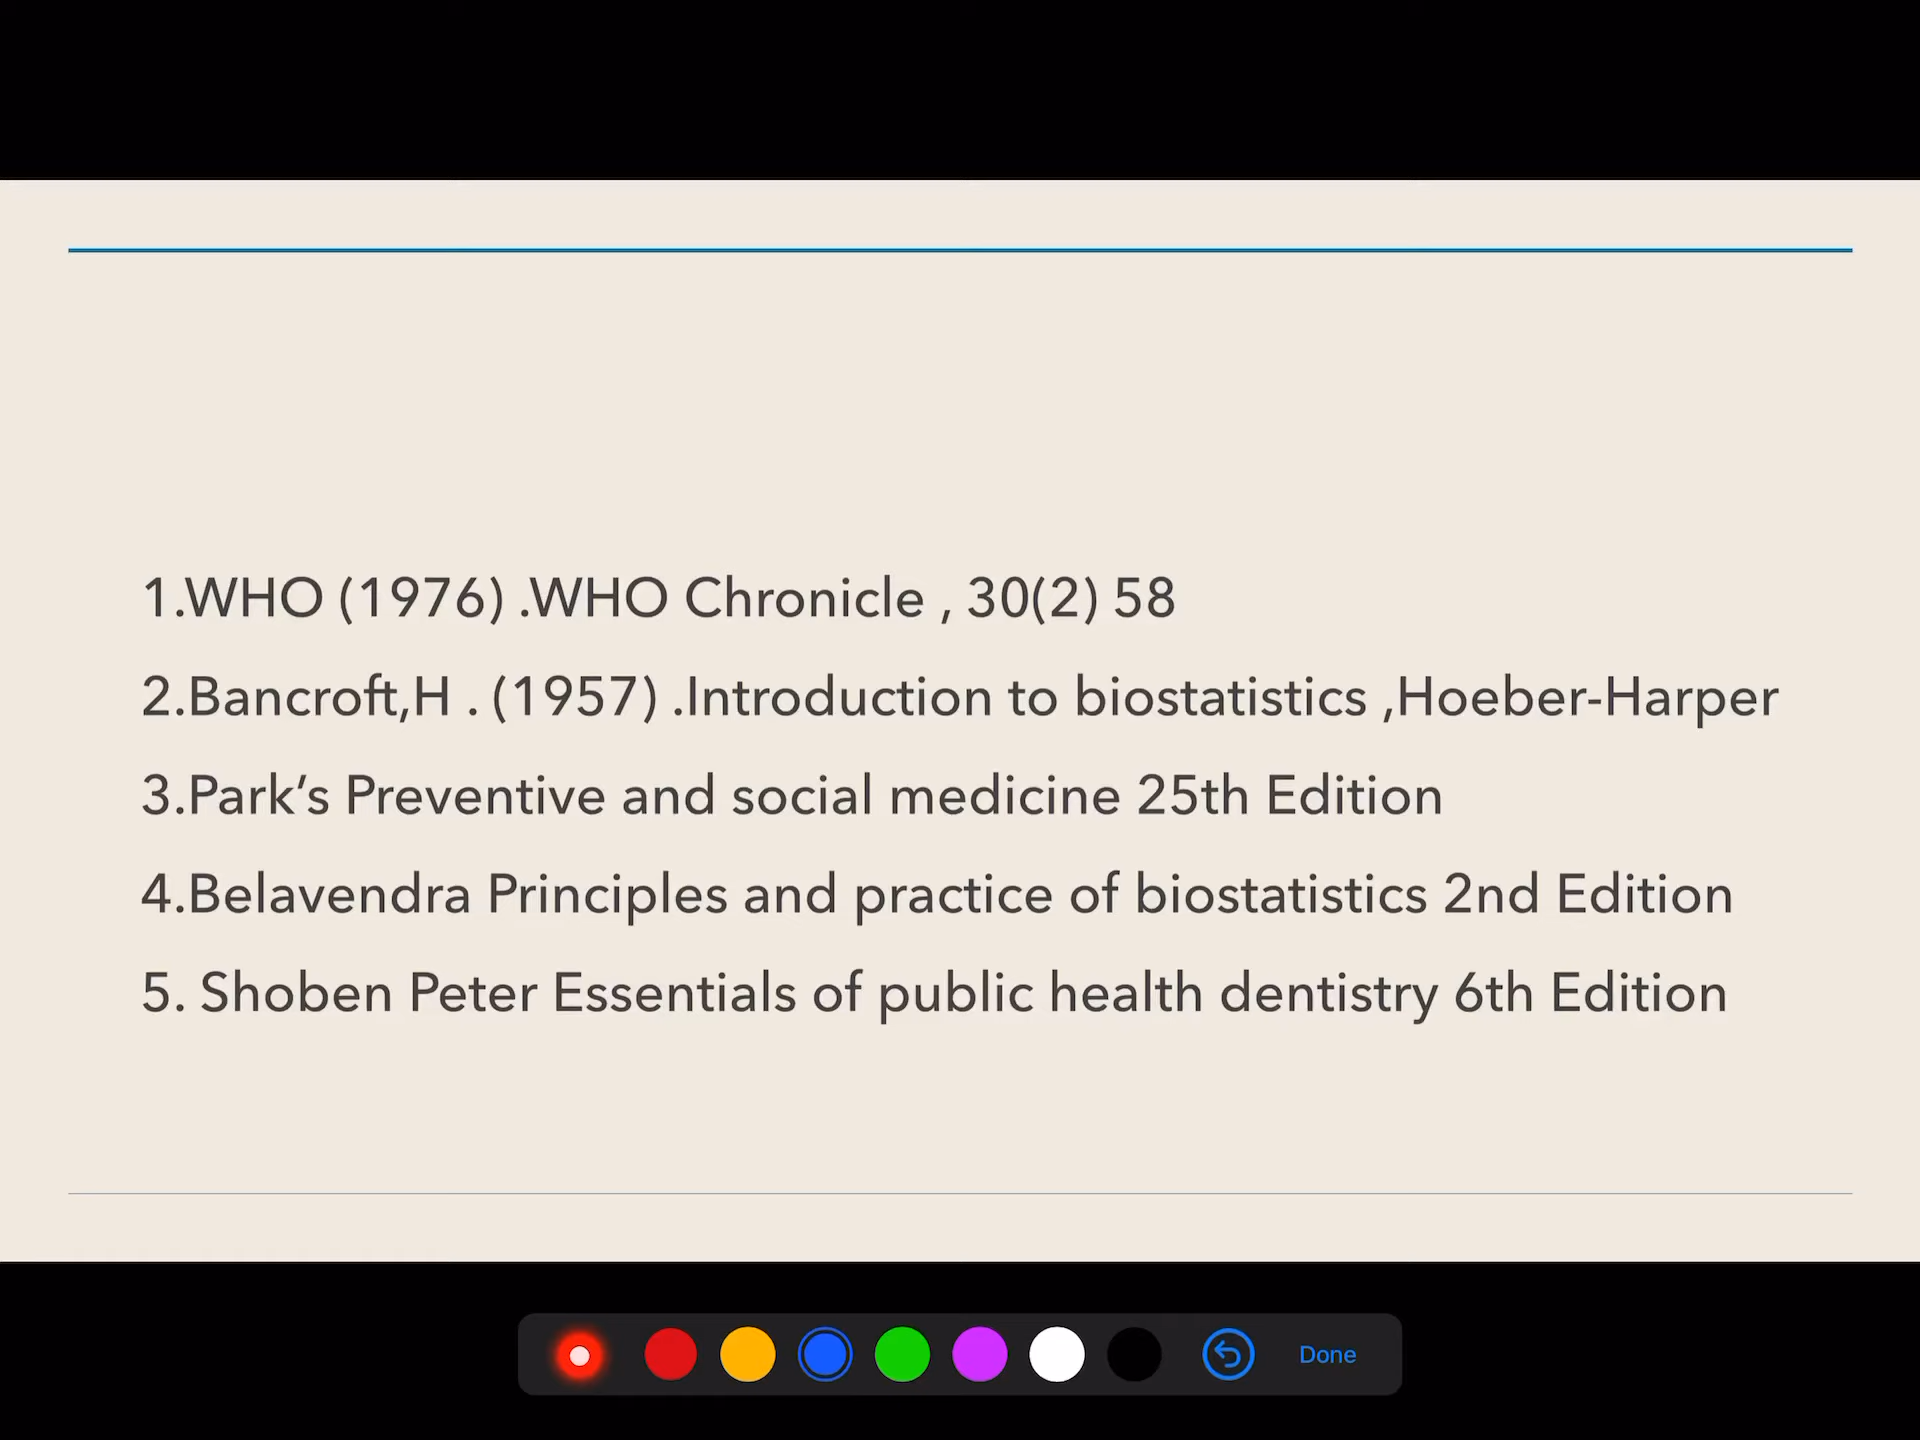 1.WHO (1976) .WHO Chronicle , 30(2) 58
2.Bancroft,H . (1957) .Introduction to biostatistics ,Hoeber-Harper
3.Park’s Preventive and social medicine 25th Edition
4.Belavendra Principles and practice of biostatistics 2nd Edition
5. Shoben Peter Essentials of public health dentistry 6th Edition
Done